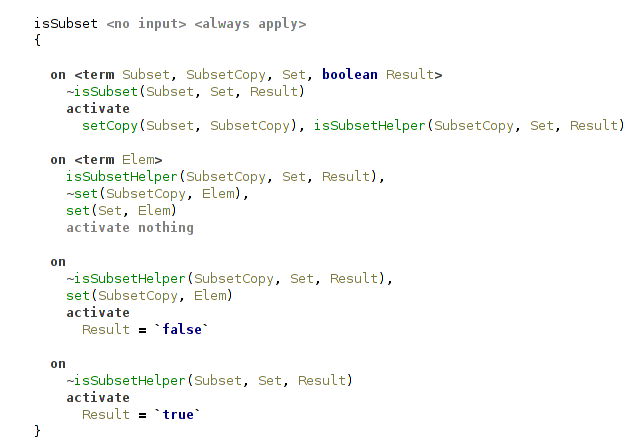 isSubset <no input> <always apply>
{
on <term Subset, SubsetCopy, Set, boolean Result>
~isSubset(Subset, Set, Result)
activate
setCopy(Subset, SubsetCopy), isSubsetHelper(SubsetCopy, Set, Result)
on <term Elem>
isSubsetHelper(SubsetCopy, Set, Result),
~set(SubsetCopy, Elem),
set(Set, Elem)
activate nothing
on
~isSubsetHelper(SubsetCopy, Set, Result),
set(SubsetCopy, Elem)
activate
Result = `false`
on
~isSubsetHelper(Subset, Set, Result)
activate
Result = `true`
}